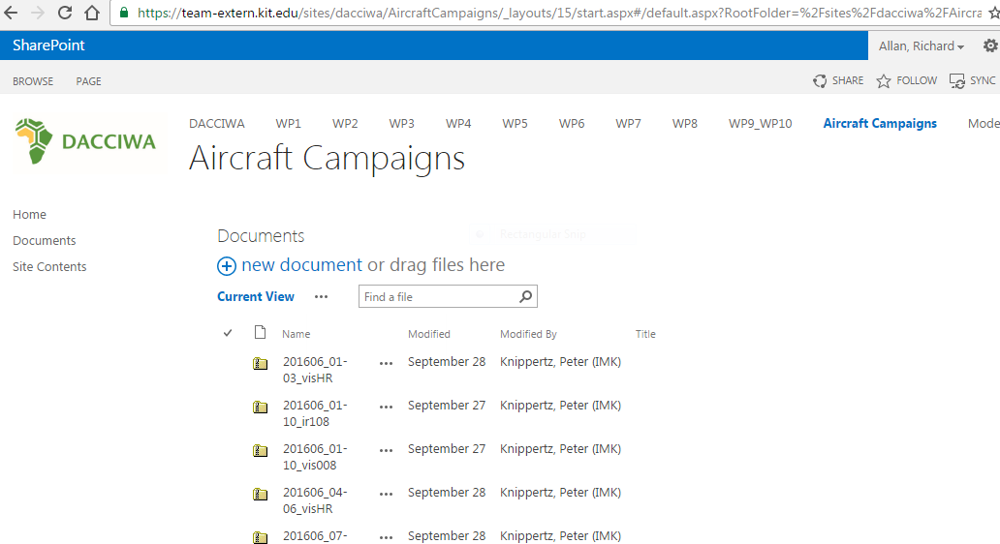 https://team-extern.kit.edu/sites/dacciwa/AircraftCampaigns/_layouts/15/start.aspx#/default.aspx?RootFolder=%2Fsites%2Fdacciwa%2FAircra
SharePoint
Allan, Richard
BROWSE PAGE
SHARE FOLLOW SYNC
DACCIWA
DACCIWA WP1 WP2 WP3 WP4 WP5 WP6 WP7 WP8 WP9_WP10 Aircraft Campaigns Mode
Aircraft Campaigns
Home
Documents
Site Contents
Documents
Rectangular Snip
new document or drag files here
Current View ••• Find a file
Name Modified Modified By Title
201606_01-
03_visHR
••• September 28 Knippertz, Peter (IMK)
201606_01-
10_ir108
••• September 27 Knippertz, Peter (IMK)
201606_01-
10_vis008
••• September 27 Knippertz, Peter (IMK)
201606_04-
06_visHR
••• September 28 Knippertz, Peter (IMK)
201606_07-
••• September 28 Knippertz, Peter (IMK)